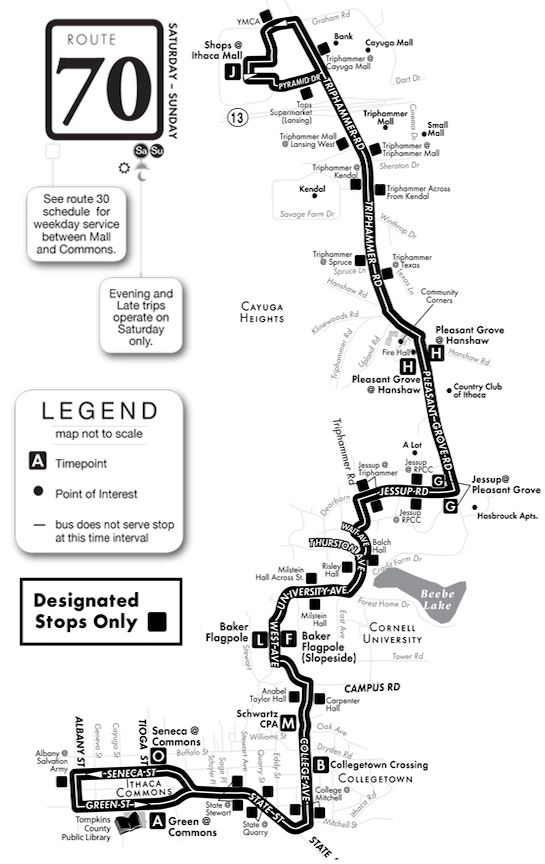 ROUTE
70
SATURDAY – SUNDAY
Sa Su
See route 30
schedule for
weekday service
between Mall
and Commons.
Evening and
Late trips
operate on
Saturday
only.
LEGEND
map not to scale
A Timepoint
Point of Interest
bus does not serve stop
at this time interval
Designated
Stops Only
YMCA
Graham Rd
Bank
Cayuga Mall
Shops @
Ithaca Mall
J
Triphammer @
Cayuga Mall
PYRAMID DR
Dart Dr.
Tops
Supermarket
(Lansing)
13
TRIPHAMMER RD
Cinema Dr
Triphammer
Mall
Small
Mall
Triphammer Mall
@ Lansing West
Triphammer @
Triphammer Mall
Sheraton Dr
Triphammer @
Kendal
Kendal
Triphammer Across
From Kendal
Savage Farm Dr
TRIPHAMMER RD
Winthrop Dr
Triphammer
@ Spruce
Spruce Ln
Triphammer
@ Texas
Texas Ln
Hanshaw Rd
Community
Corners
CAYUGA
HEIGHTS
Klinewoods Rd
Triphammer Rd
Upland Rd
Fire Hall
Pleasant Grove
@ Hanshaw
H
Hanshaw Rd
H
Pleasant Grove
@ Hanshaw
Country Club
of Ithaca
PLEASANT GROVE RD
A Lot
Triphammer Rd
Jessup @
Triphammer
Jessup
@ RPCC
G
Jessup@
Pleasant Grove
JESSUP RD
G
Jessup
@ RPCC
Hasbrouck Apts.
Dearborn
WAIT AVE
THURSTON AVE
Balch
Hall
Risley
Hall
Cradit Farm Dr
Milstein
Hall Across St.
UNIVERSITY AVE
Beebe
Lake
Forest Home Dr
Milstein
Hall
East Ave
CORNELL
UNIVERSITY
Baker
Flagpole
L
F
Baker
Flagpole
(Slopeside)
WEST AVE
Stewart
Tower Rd
CAMPUS RD
Anabel
Taylor Hall
Carpenter
Hall
Schwartz
CPA
M
Williams St
Oak Ave
Dryden Rd
COLLEGE AVE
B
Collegetown Crossing
COLLEGETOWN
College @
Mitchell
Ithaca Rd
Mitchell St
ALBANY ST
Geneva St
Cayuga St
TIOGA ST
Seneca @
Commons
O
Buffalo St
Schuyler Pl
Sage Pl
Stewart Ave
Quarry St
Eddy St
Albany @
Salvation
Army
SENECA ST
ITHACA
COMMONS
GREEN ST
State @
Stewart
STATE ST
State @
Quarry
Tompkins
County
Public Library
A
Green @
Commons
STATE